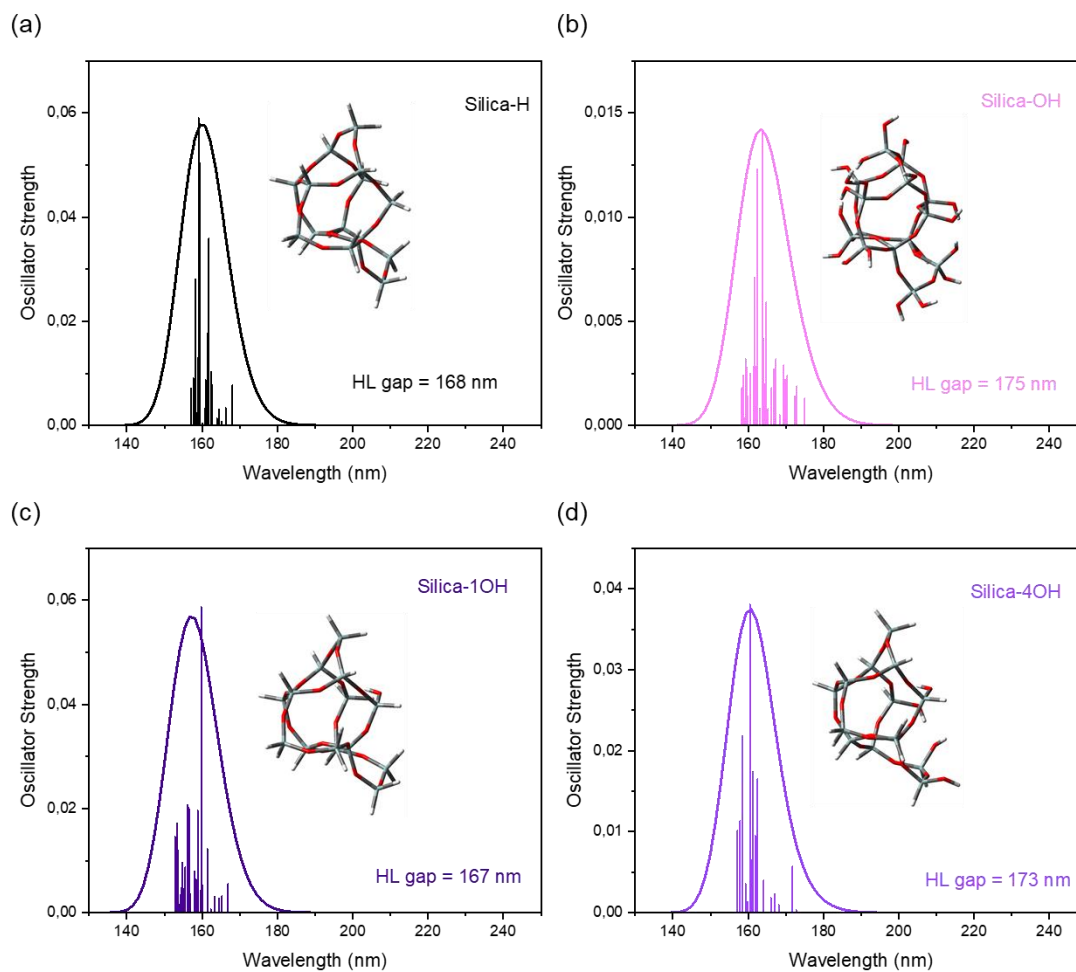 (a)
Oscillator Strength
0,06
0,04
0,02
0,00
Silica-H
HL gap = 168 nm
140 160 180 200 220 240
Wavelength (nm)
(b)
Oscillator Strength
0,015
0,010
0,005
0,000
Silica-OH
HL gap = 175 nm
140 160 180 200 220 240
Wavelength (nm)
(c)
Oscillator Strength
0,06
0,04
0,02
0,00
Silica-1OH
HL gap = 167 nm
140 160 180 200 220 240
Wavelength (nm)
(d)
Oscillator Strength
0,04
0,03
0,02
0,01
0,00
Silica-4OH
HL gap = 173 nm
140 160 180 200 220 240
Wavelength (nm)